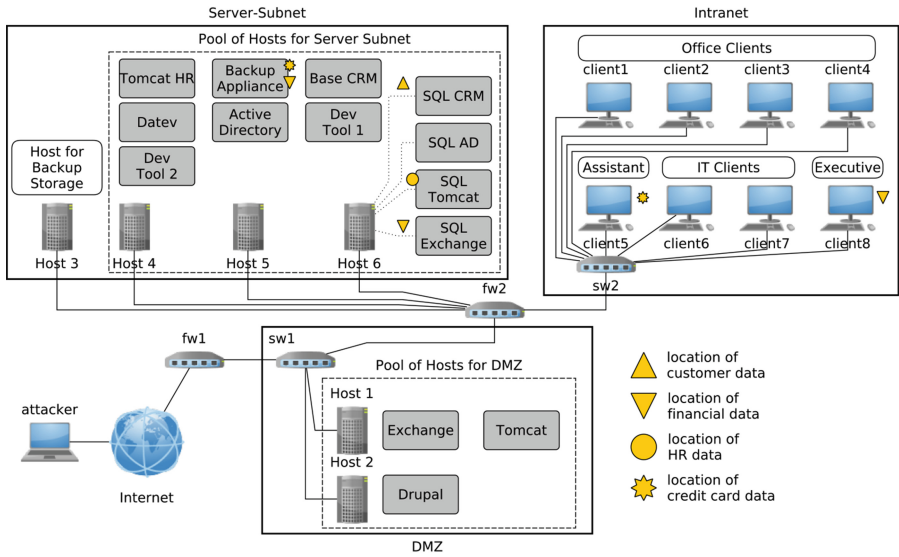 Server-Subnet
Intranet
Pool of Hosts for Server Subnet
Tomcat HR
Backup
Appliance
Base CRM
Datev
Active
Directory
Dev
Tool 1
Dev
Tool 2
SQL CRM
SQL AD
SQL
Tomcat
SQL
Exchange
Host for
Backup
Storage
Host 3
Host 4
Host 5
Host 6
Office Clients
client1
client2
client3
client4
Assistant
IT Clients
Executive
client5
client6
client7
client8
sw2
fw2
fw1
sw1
attacker
Internet
Pool of Hosts for DMZ
Host 1
Exchange
Tomcat
Host 2
Drupal
DMZ
location of
customer data
location of
financial data
location of
HR data
location of
credit card data